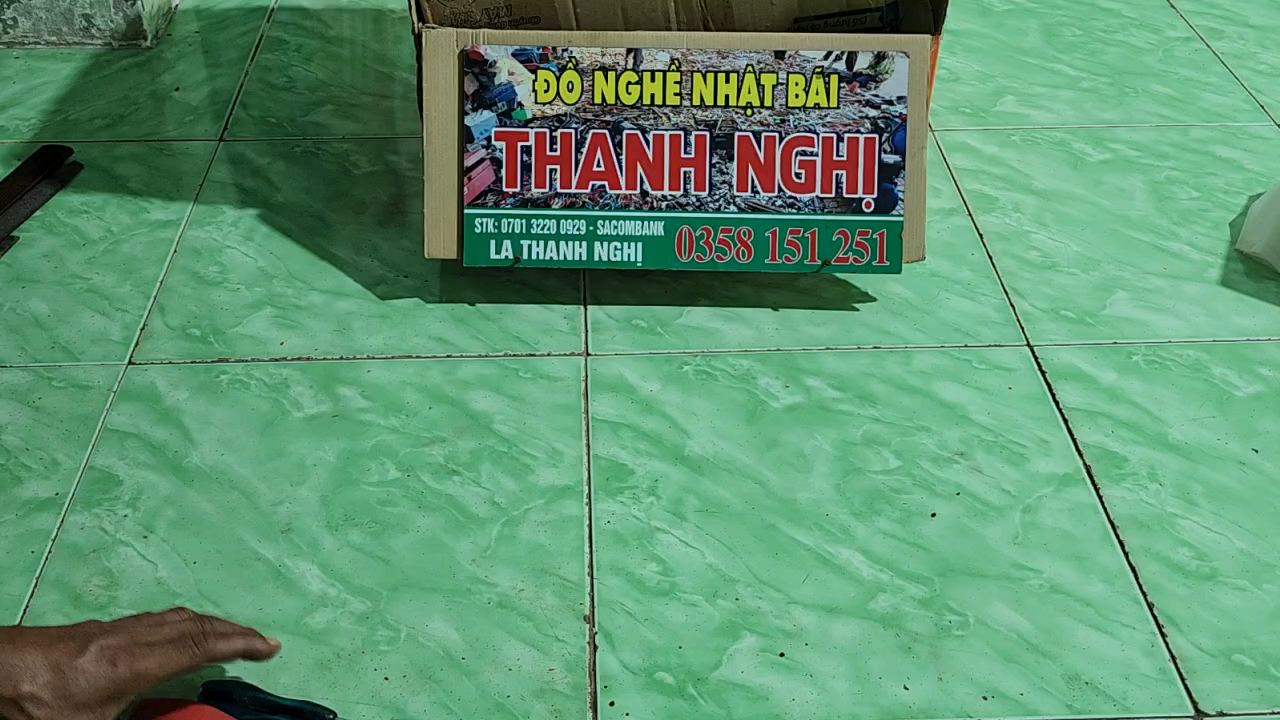 ĐỒ NGHỀ NHẬT BÃI
THANH NGHỊ
STK: 0701 3220 0929 - SACOMBANK
LA THANH NGHỊ
0358 151 251